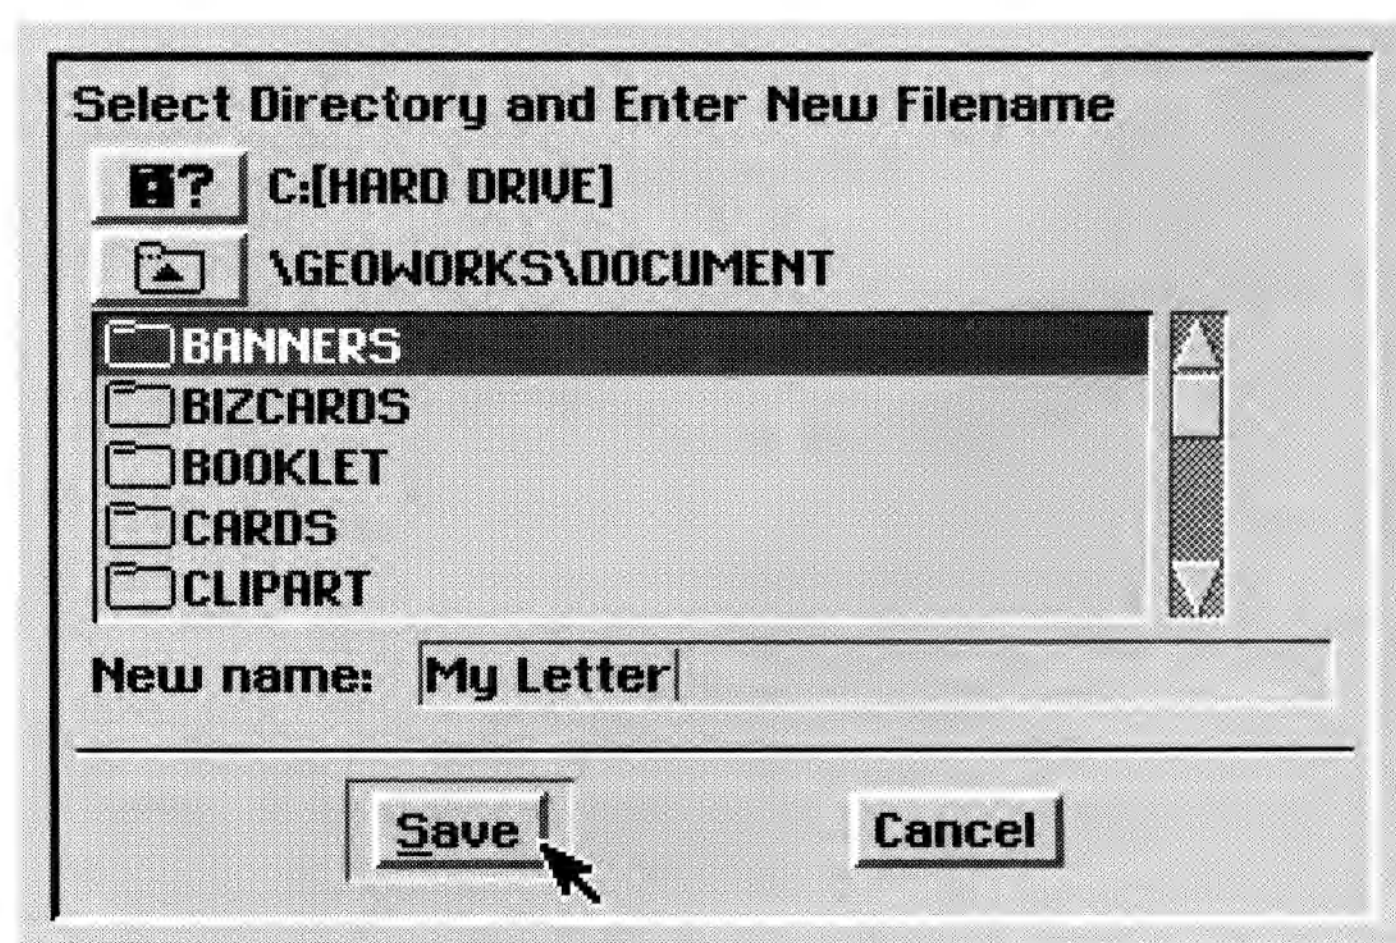 Select Directory and Enter New Filename
? C:[HARD DRIVE]
\GEOWORKS\DOCUMENT
BANNERS
BIZCARDS
BOOKLET
CARDS
CLIPART
New name: My Letter
Save Cancel